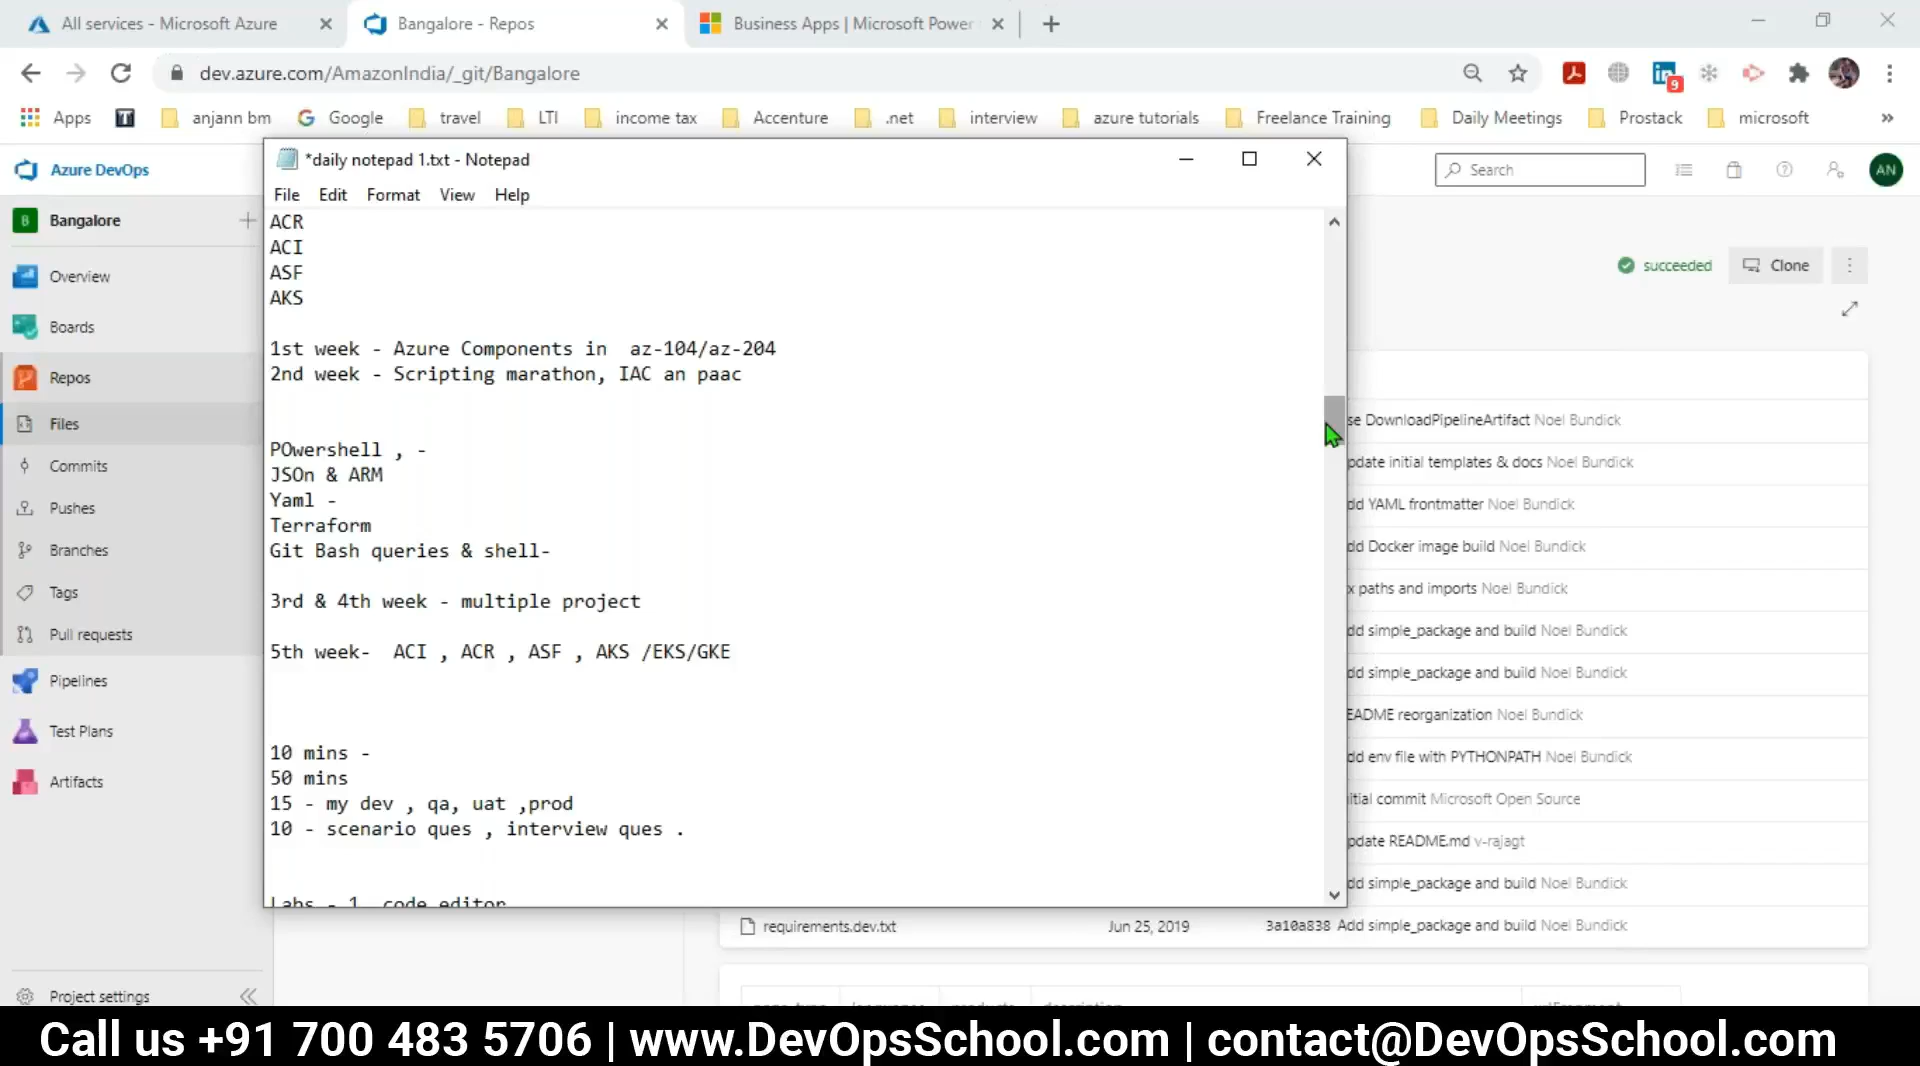 All services - Microsoft Azure
Bangalore - Repos
Business Apps | Microsoft Power
dev.azure.com/AmazonIndia/_git/Bangalore
9
Apps
anjann bm
Google
travel
LTI
income tax
Accenture
.net
interview
azure tutorials
Freelance Training
Daily Meetings
Prostack
microsoft
»
Azure DevOps
Search
AN
B Bangalore
Overview
Boards
Repos
Files
Commits
Pushes
Branches
Tags
Pull requests
Pipelines
Test Plans
Artifacts
Project settings
*daily notepad 1.txt - Notepad
File Edit Format View Help
ACR
ACI
ASF
AKS
1st week - Azure Components in  az-104/az-204
2nd week - Scripting marathon, IAC an paac
POwershell , -
JSOn & ARM
Yaml -
Terraform
Git Bash queries & shell-
3rd & 4th week - multiple project
5th week-  ACI , ACR , ASF , AKS /EKS/GKE
10 mins -
50 mins
15 - my dev , qa, uat ,prod
10 - scenario ques , interview ques .
Labs - 1  code editor
succeeded
Clone
se DownloadPipelineArtifact Noel Bundick
pdate initial templates & docs Noel Bundick
dd YAML frontmatter Noel Bundick
dd Docker image build Noel Bundick
x paths and imports Noel Bundick
dd simple_package and build Noel Bundick
dd simple_package and build Noel Bundick
EADME reorganization Noel Bundick
dd env file with PYTHONPATH Noel Bundick
itial commit Microsoft Open Source
pdate README.md v-rajagt
dd simple_package and build Noel Bundick
requirements.dev.txt Jun 25, 2019 3a10a838 Add simple_package and build Noel Bundick
Call us +91 700 483 5706 | www.DevOpsSchool.com | contact@DevOpsSchool.com